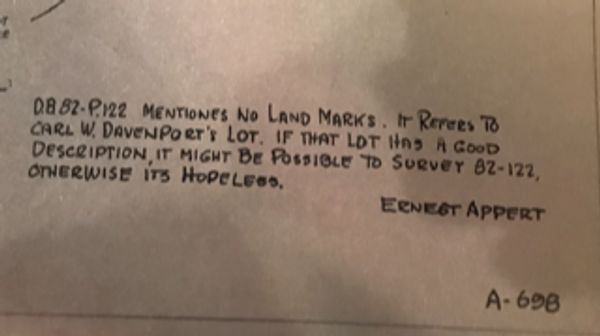 D.B 82-P.122 MENTIONES NO LAND MARKS. IT REFERS TO
CARL W. DAVENPORT'S LOT. IF THAT LOT HAS A GOOD
DESCRIPTION, IT MIGHT BE POSSIBLE TO SURVEY 82-122,
OTHERWISE ITS HOPELESS.
ERNEST APPERT
A-698